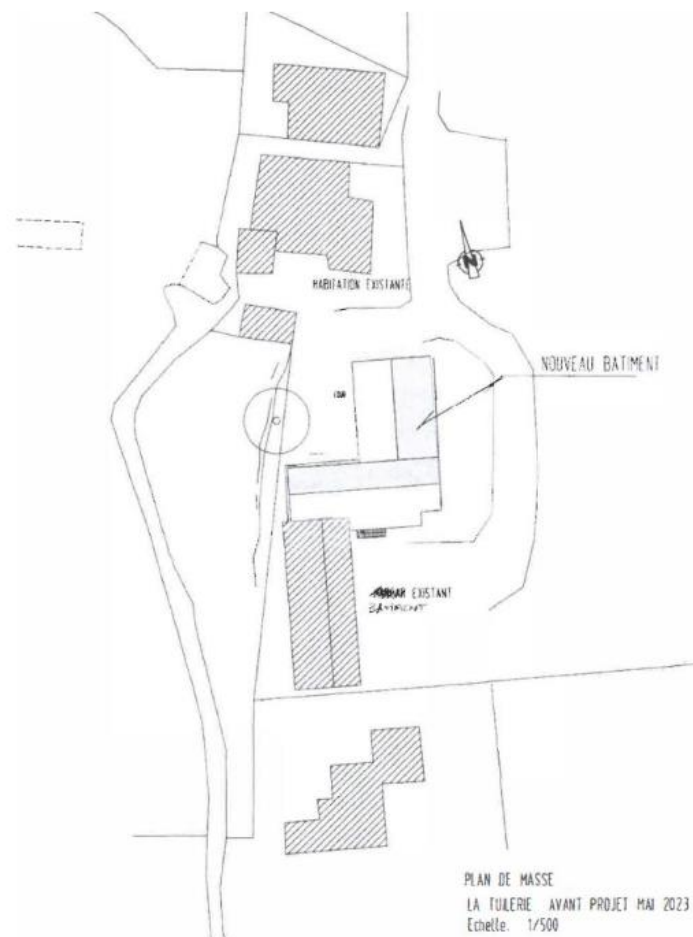 N
HABITATION EXISTANTE
NOUVEAU BATIMENT
EXISTANT
BATIMENT
PLAN DE MASSE
LA TUILERIE AVANT PROJET MAI 2023
Echelle. 1/500